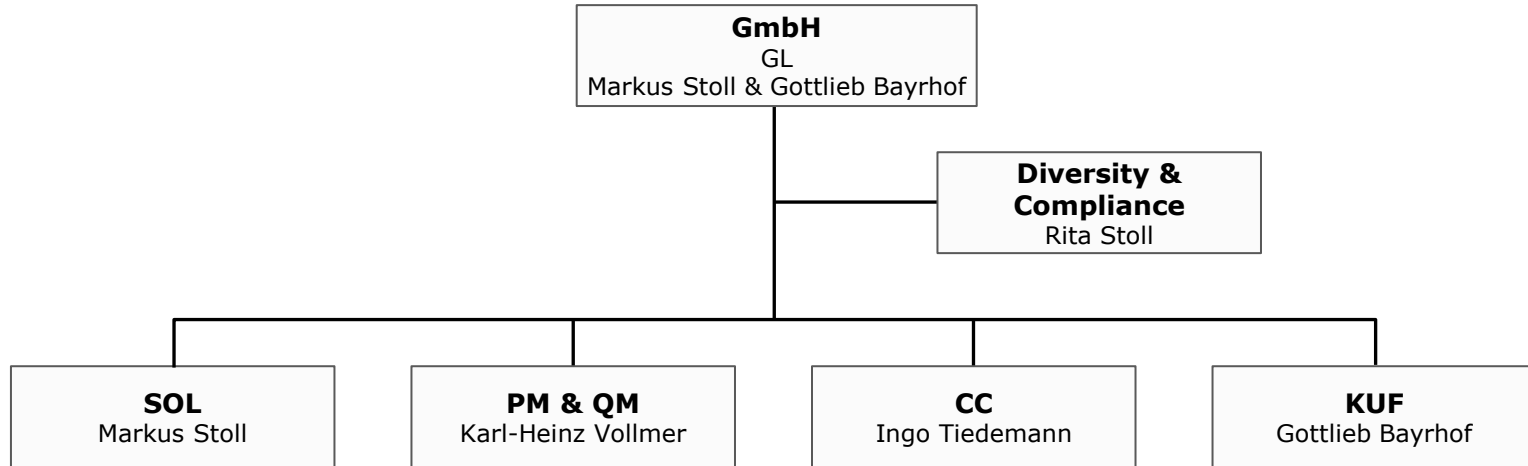 GmbH
GL
Markus Stoll & Gottlieb Bayrhof
Diversity &
Compliance
Rita Stoll
SOL
Markus Stoll
PM & QM
Karl-Heinz Vollmer
CC
Ingo Tiedemann
KUF
Gottlieb Bayrhof